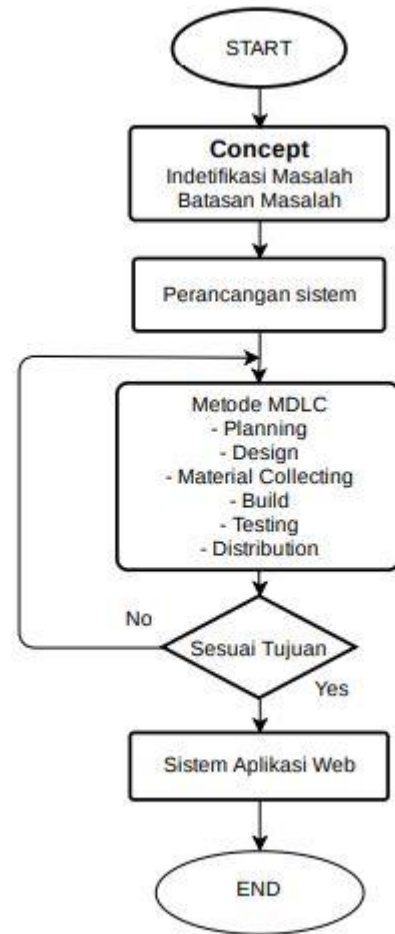 START
Concept
Indetifikasi Masalah
Batasan Masalah
Perancangan sistem
Metode MDLC
- Planning
- Design
- Material Collecting
- Build
- Testing
- Distribution
No
Sesuai Tujuan
Yes
Sistem Aplikasi Web
END